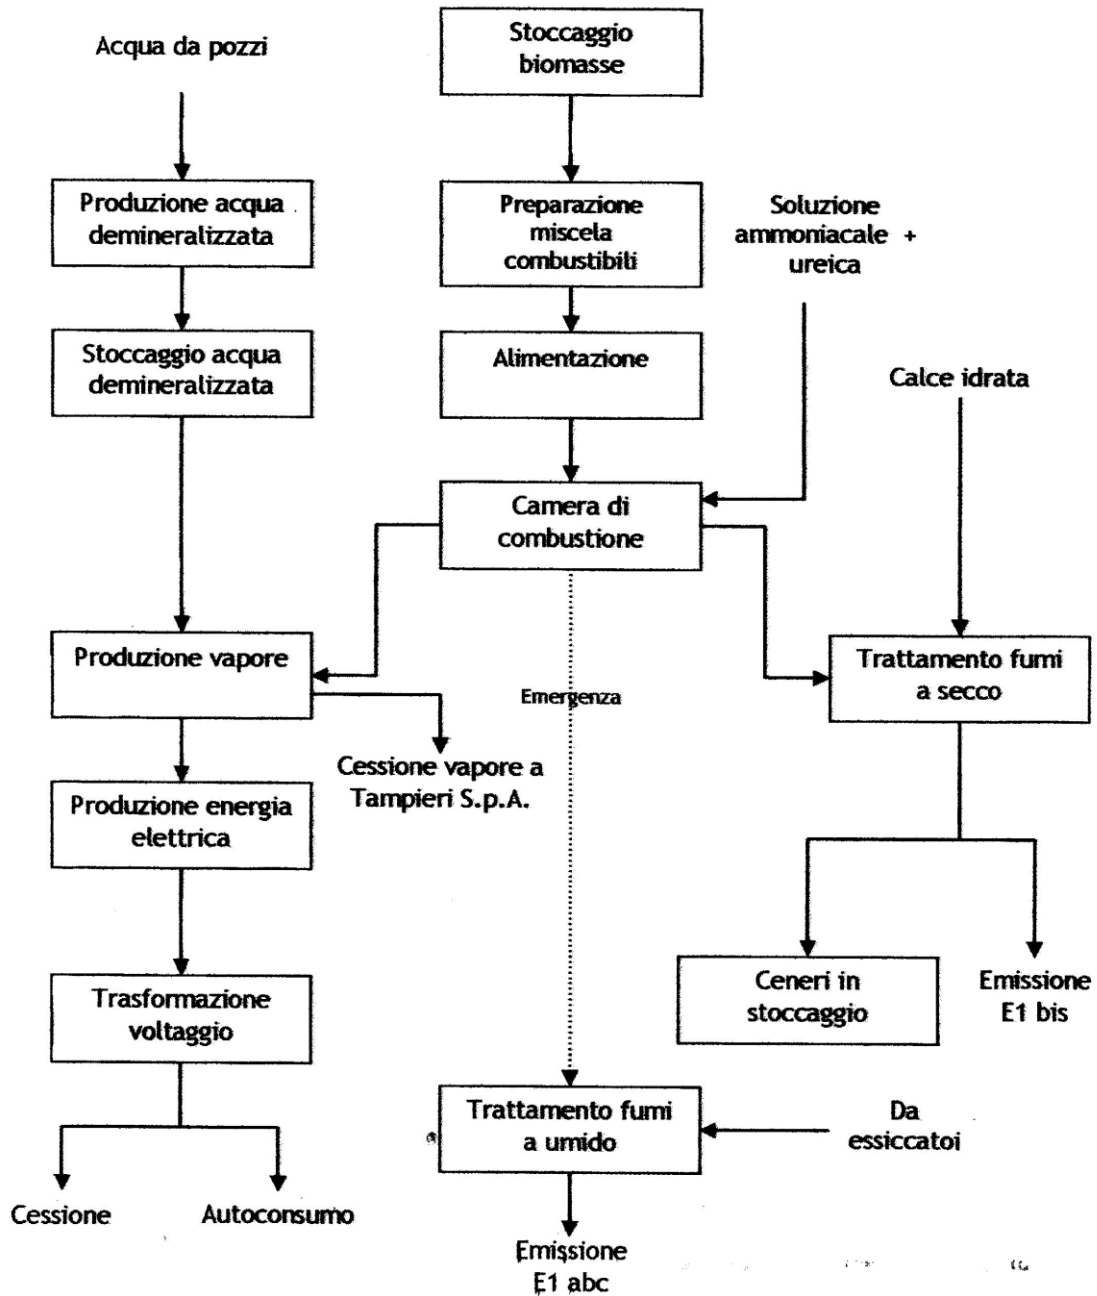 Acqua da pozzi
Stoccaggio
biomasse
Produzione acqua
demineralizzata
Preparazione
miscela
combustibili
Soluzione
ammoniacale +
ureica
Stoccaggio acqua
demineralizzata
Alimentazione
Calce idrata
Camera di
combustione
Produzione vapore
Trattamento fumi
a secco
Emergenza
Cessione vapore a
Tampieri S.p.A.
Produzione energia
elettrica
Trasformazione
voltaggio
Ceneri in
stoccaggio
Emissione
E1 bis
Trattamento fumi
a umido
Da
essiccatoi
Cessione
Autoconsumo
Emissione
E1 abc